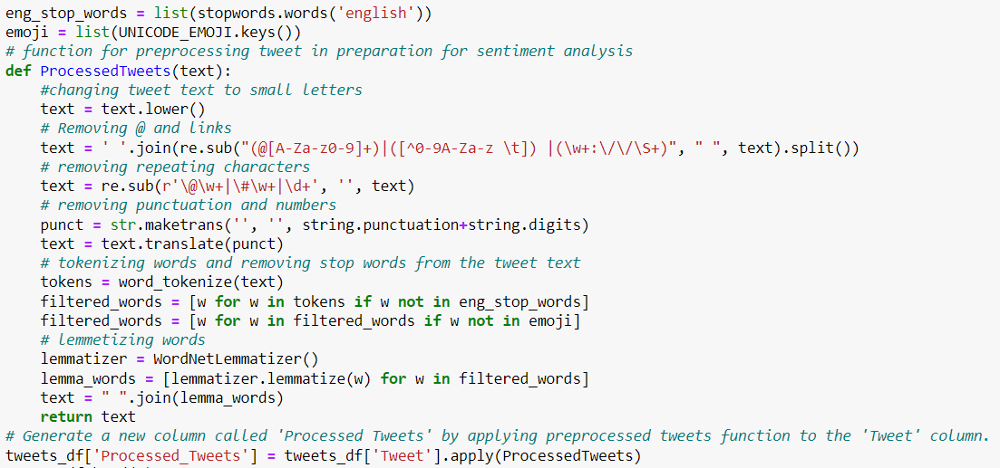 eng_stop_words = list(stopwords.words('english'))
emoji = list(UNICODE_EMOJI.keys())
# function for preprocessing tweet in preparation for sentiment analysis
def ProcessedTweets(text):
    #changing tweet text to small letters
    text = text.lower()
    # Removing @ and links
    text = ' '.join(re.sub("(@[A-Za-z0-9]+)|([^0-9A-Za-z \t]) |(\w+:\/\/\S+)", " ", text).split())
    # removing repeating characters
    text = re.sub(r'\@\w+|\#\w+|\d+', '', text)
    # removing punctuation and numbers
    punct = str.maketrans('', '', string.punctuation+string.digits)
    text = text.translate(punct)
    # tokenizing words and removing stop words from the tweet text
    tokens = word_tokenize(text)
    filtered_words = [w for w in tokens if w not in eng_stop_words]
    filtered_words = [w for w in filtered_words if w not in emoji]
    # lemmetizing words
    lemmatizer = WordNetLemmatizer()
    lemma_words = [lemmatizer.lemmatize(w) for w in filtered_words]
    text = " ".join(lemma_words)
    return text
# Generate a new column called 'Processed Tweets' by applying preprocessed tweets function to the 'Tweet' column.
tweets_df['Processed_Tweets'] = tweets_df['Tweet'].apply(ProcessedTweets)